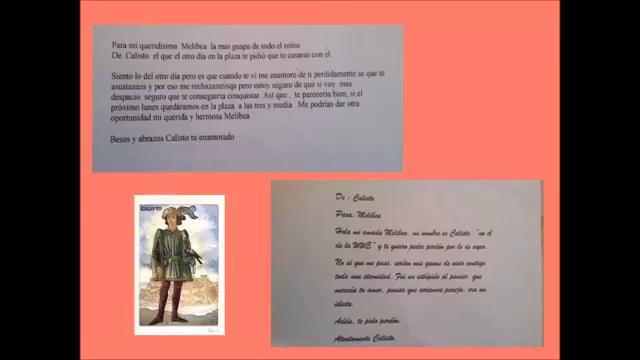 Para mi queridísima Melibea la mas guapa de todo el reino
De Calisto el que el otro día en la plaza te pidió que te casaras con el
Siento lo del otro día pero es que cuando te ví me enamore de ti perdidamente se que te
asustasteis y por eso me rechazasteisqa pero estoy seguro de que si voy mas
despacio seguro que te conseguiria conquistar Así que , te parecería bien, si el
próximo lunes quedáramos en la plaza a las tres y media Me podrías dar otra
oportunidad mi querida y hermosa Melibea
Besos y abrazos Calisto tu enamorado
CALISTO
De : Calisto
Para: Melibea
Hola mi amada Melibea, mi nombre es Calisto "no el
de la WWE" y te quiero pedir perdón por lo de ayer.
No sé que me pasó, serían mis ganas de vivir contigo
toda una eternidad. Fui un estúpido al pensar que
merecía tu amor, pensar que seríamos pareja, era un
idiota.
Adiós, te pido perdón.
Atentamente Calisto.